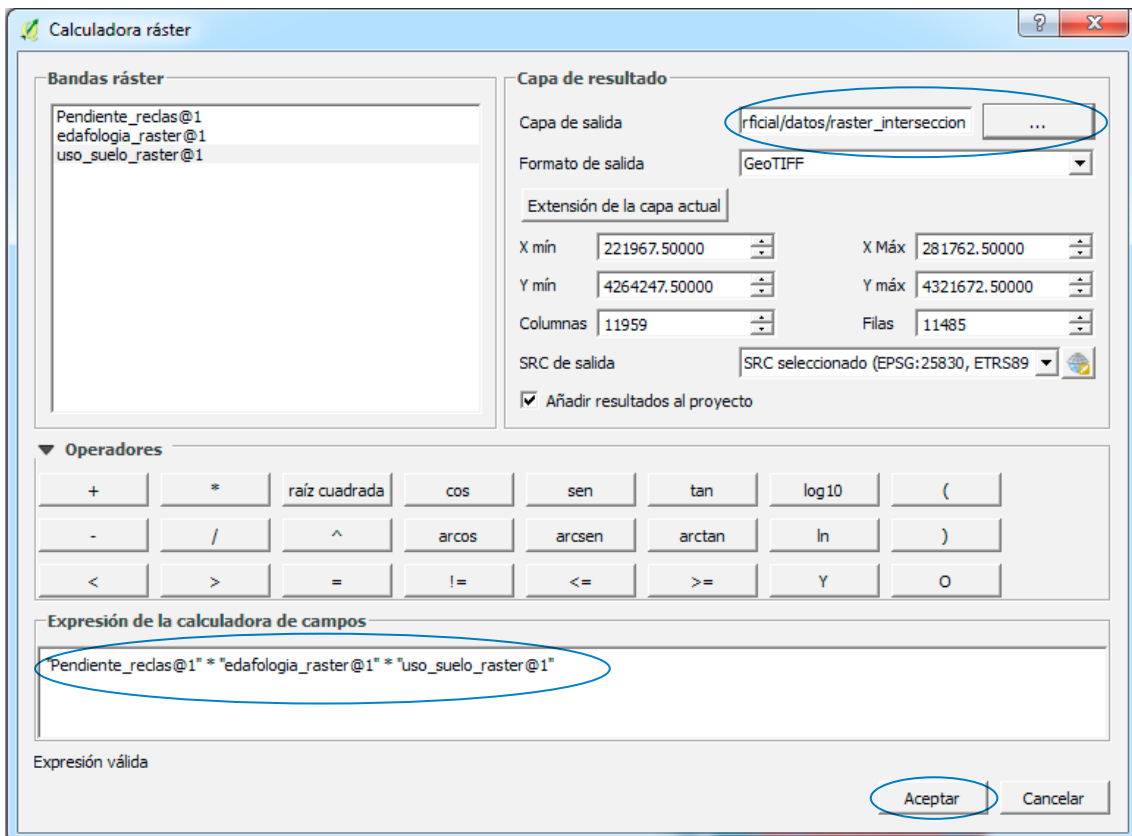 Calculadora ráster
Bandas ráster
Pendiente_reclas@1
edafologia_raster@1
uso_suelo_raster@1
Capa de resultado
Capa de salida rficial/datos/raster_interseccion ...
Formato de salida GeoTIFF
Extensión de la capa actual
X mín 221967.50000 X Máx 281762.50000
Y mín 4264247.50000 Y máx 4321672.50000
Columnas 11959 Filas 11485
SRC de salida SRC seleccionado (EPSG:25830, ETRS89
Añadir resultados al proyecto
Operadores
+ * raíz cuadrada cos sen tan log10 (
- / ^ arcos arcsen arctan ln )
< > = != <= >= Y O
Expresión de la calculadora de campos
"Pendiente_reclas@1" * "edafologia_raster@1" * "uso_suelo_raster@1"
Expresión válida
Aceptar Cancelar